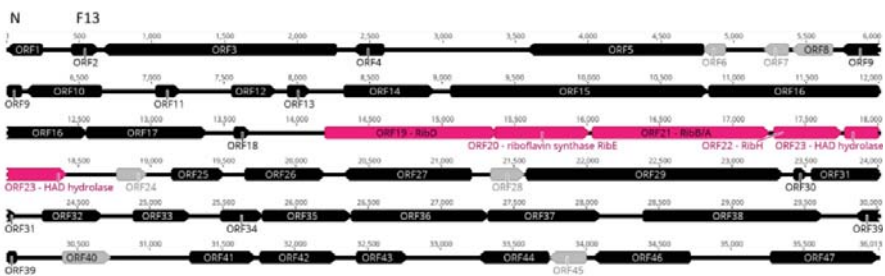 N F13
500 1,000 1,500 2,000 2,500 3,000 3,500 4,000 4,500 5,000 5,500 6,000
ORF1 ORF3 ORF5 ORF8
ORF2 ORF4 ORF6 ORF7 ORF9
6,500 7,000 7,500 8,000 8,500 9,000 9,500 10,000 10,500 11,000 11,500 12,000
ORF10 ORF12 ORF14 ORF15 ORF16
ORF9 ORF11 ORF13
12,500 13,000 13,500 14,000 14,500 15,000 15,500 16,000 16,500 17,000 17,500 18,000
ORF16 ORF17 ORF19 - RibD ORF21 - RibB/A
ORF18 ORF20 - riboflavin synthase RibE ORF22 - RibH ORF23 - HAD hydrolase
18,500 19,000 19,500 20,000 20,500 21,000 21,500 22,000 22,500 23,000 23,500 24,000
ORF25 ORF26 ORF27 ORF29 ORF31
ORF23 - HAD hydrolase ORF24 ORF28 ORF30
24,500 25,000 25,500 26,000 26,500 27,000 27,500 28,000 28,500 29,000 29,500 30,000
ORF32 ORF33 ORF35 ORF36 ORF37 ORF38
ORF31 ORF34 ORF39
30,500 31,000 31,500 32,000 32,500 33,000 33,500 34,000 34,500 35,000 35,500 36,013
ORF40 ORF41 ORF42 ORF43 ORF44 ORF46 ORF47
ORF39 ORF45